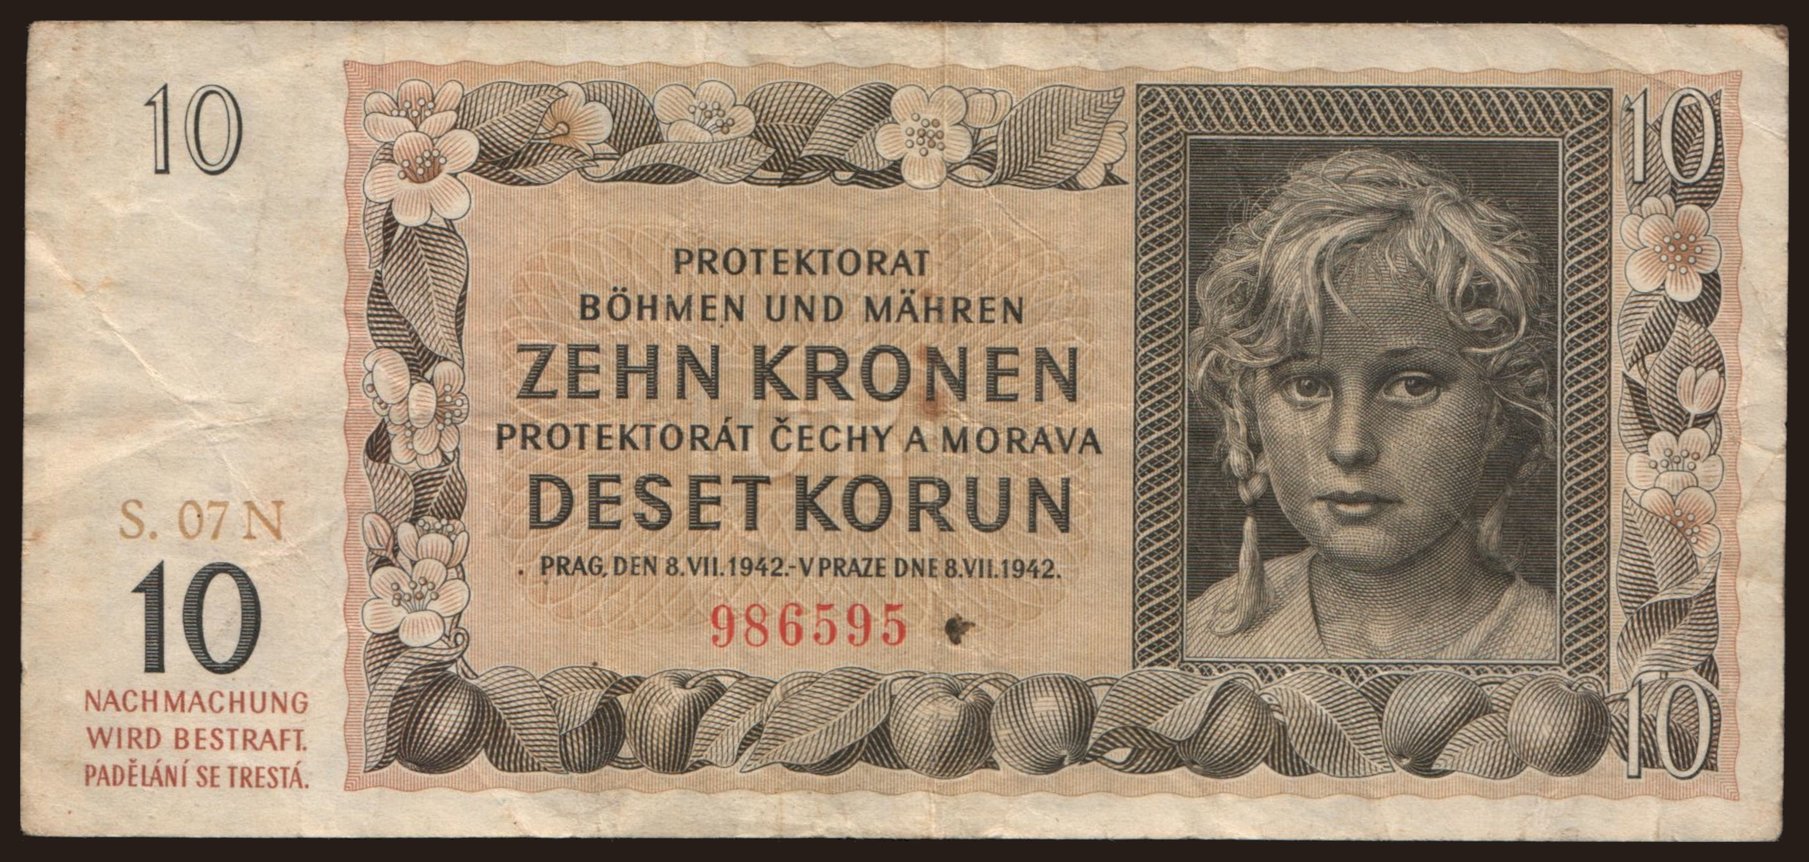 10
10
PROTEKTORAT
BÖHMEN UND MÄHREN
ZEHN KRONEN
PROTEKTORÁT ČECHY A MORAVA
DESET KORUN
PRAG, DEN 8.VII.1942.-V PRAZE DNE 8.VII.1942.
986595
S. 07 N
10
NACHMACHUNG
WIRD BESTRAFT.
PADĚLÁNÍ SE TRESTÁ.
10